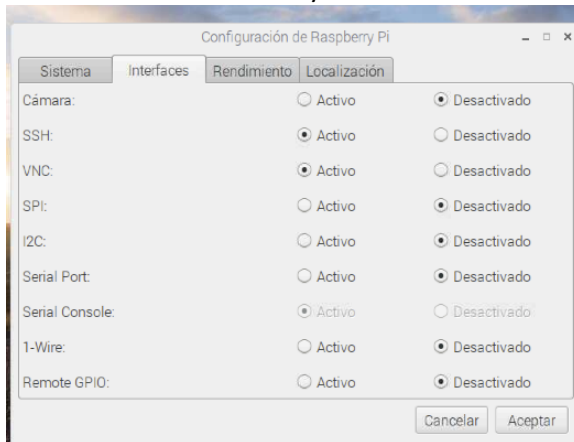 Configuración de Raspberry Pi
Sistema Interfaces Rendimiento Localización
Cámara: Activo Desactivado
SSH: Activo Desactivado
VNC: Activo Desactivado
SPI: Activo Desactivado
I2C: Activo Desactivado
Serial Port: Activo Desactivado
Serial Console: Activo Desactivado
1-Wire: Activo Desactivado
Remote GPIO: Activo Desactivado
Cancelar Aceptar